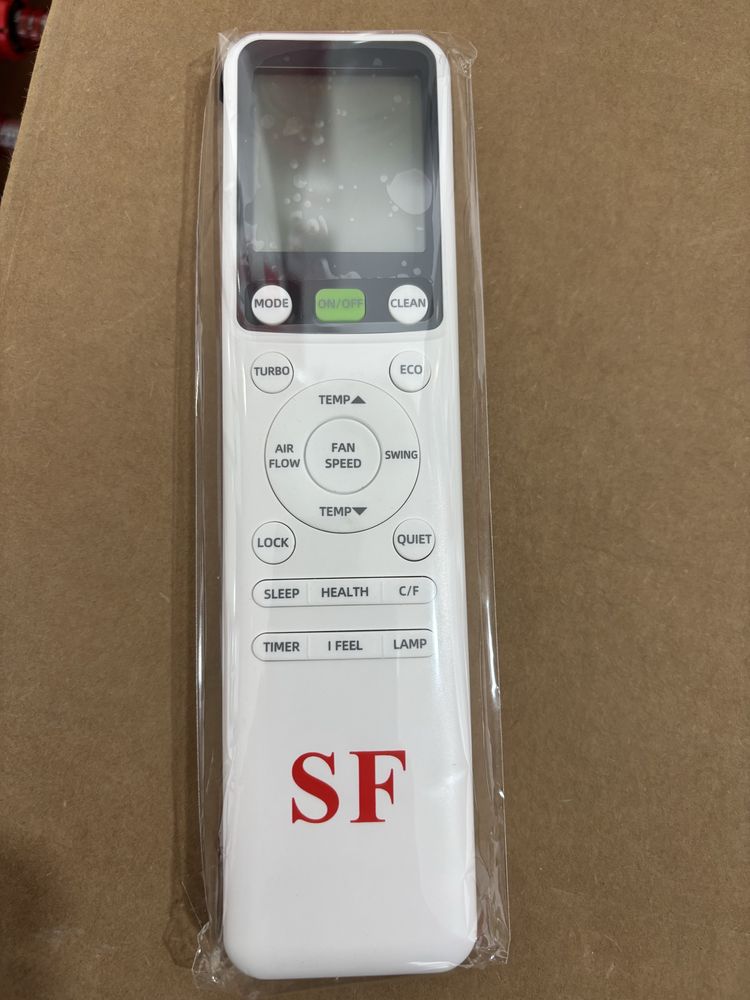 MODE ON/OFF CLEAN
TURBO ECO
TEMP▲
AIR FLOW FAN SPEED SWING
TEMP▼
LOCK QUIET
SLEEP HEALTH C/F
TIMER I FEEL LAMP
SF